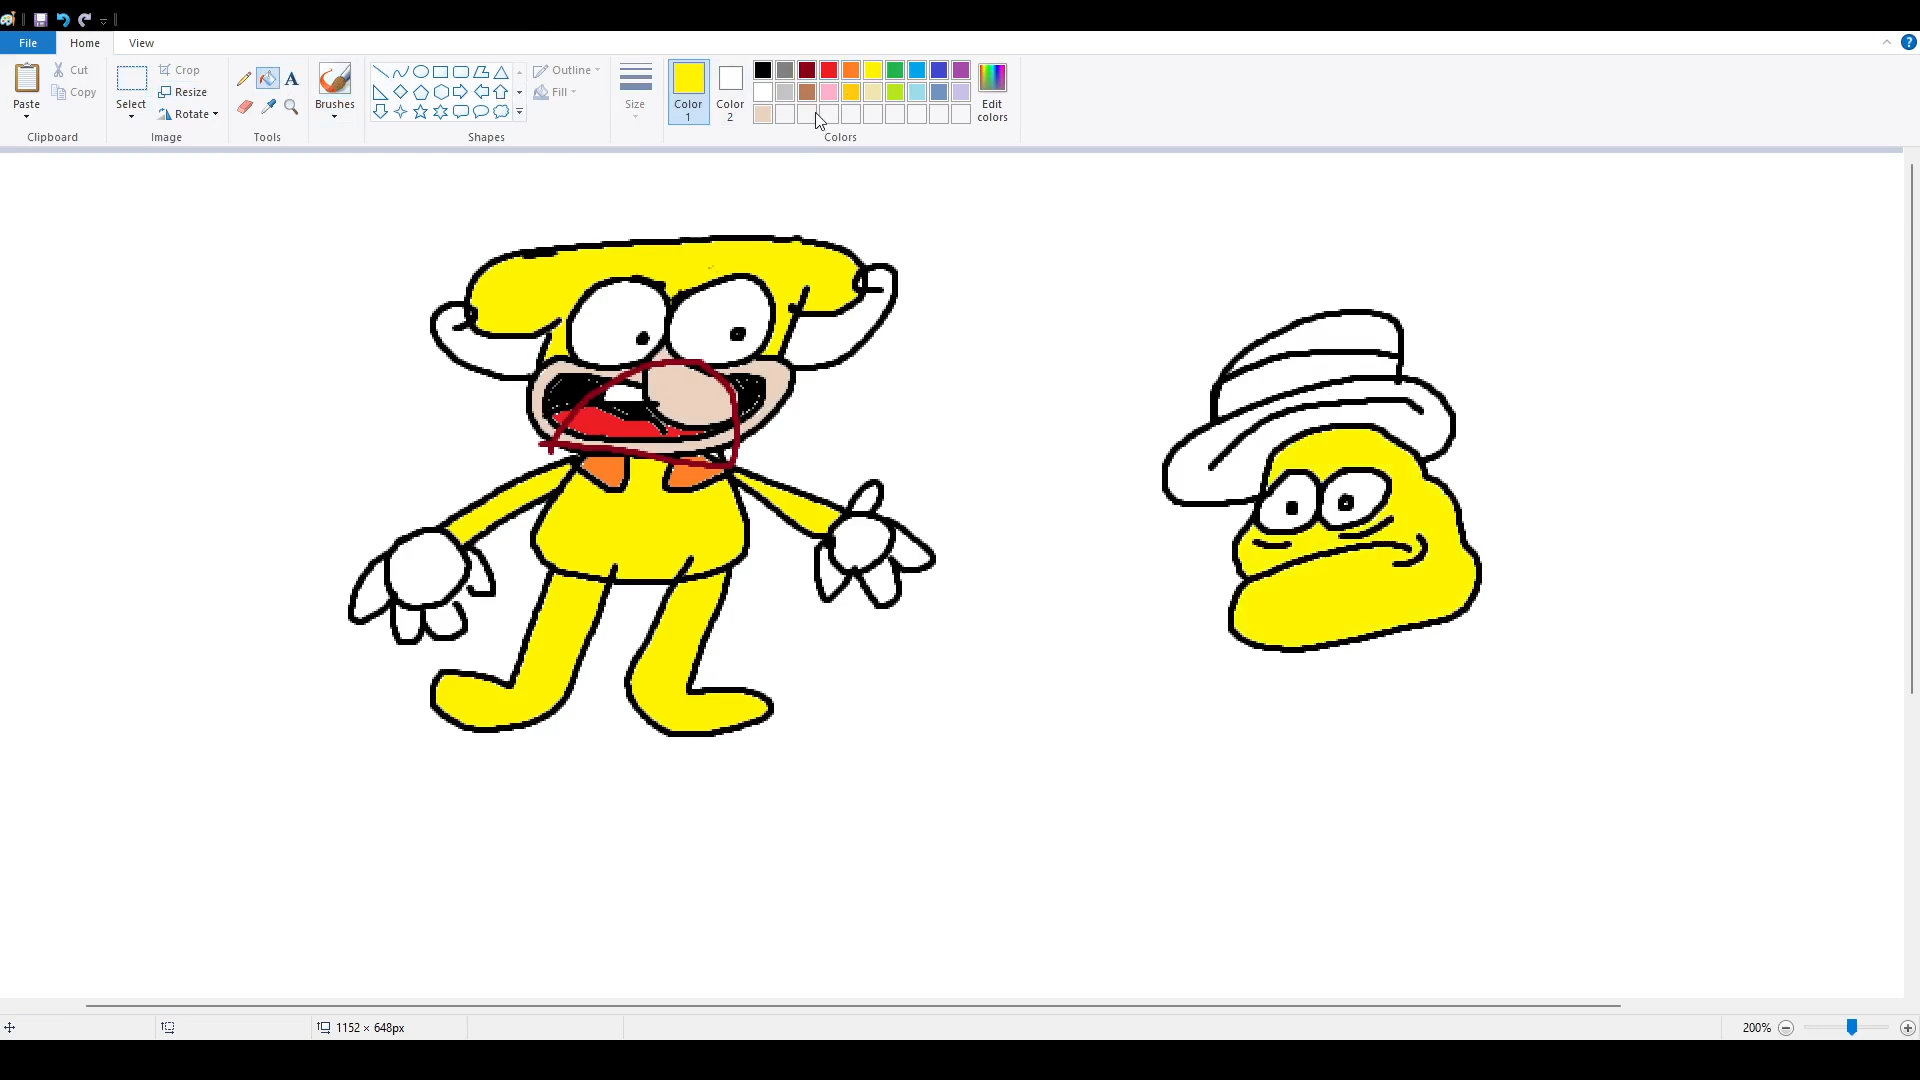 File Home View
Paste Cut Copy
Clipboard
Select Crop Resize Rotate
Image
A
Tools
Brushes
Outline Fill
Shapes
Size
Color 1
Color 2
Edit colors
Colors
?
1152 × 648px
200%